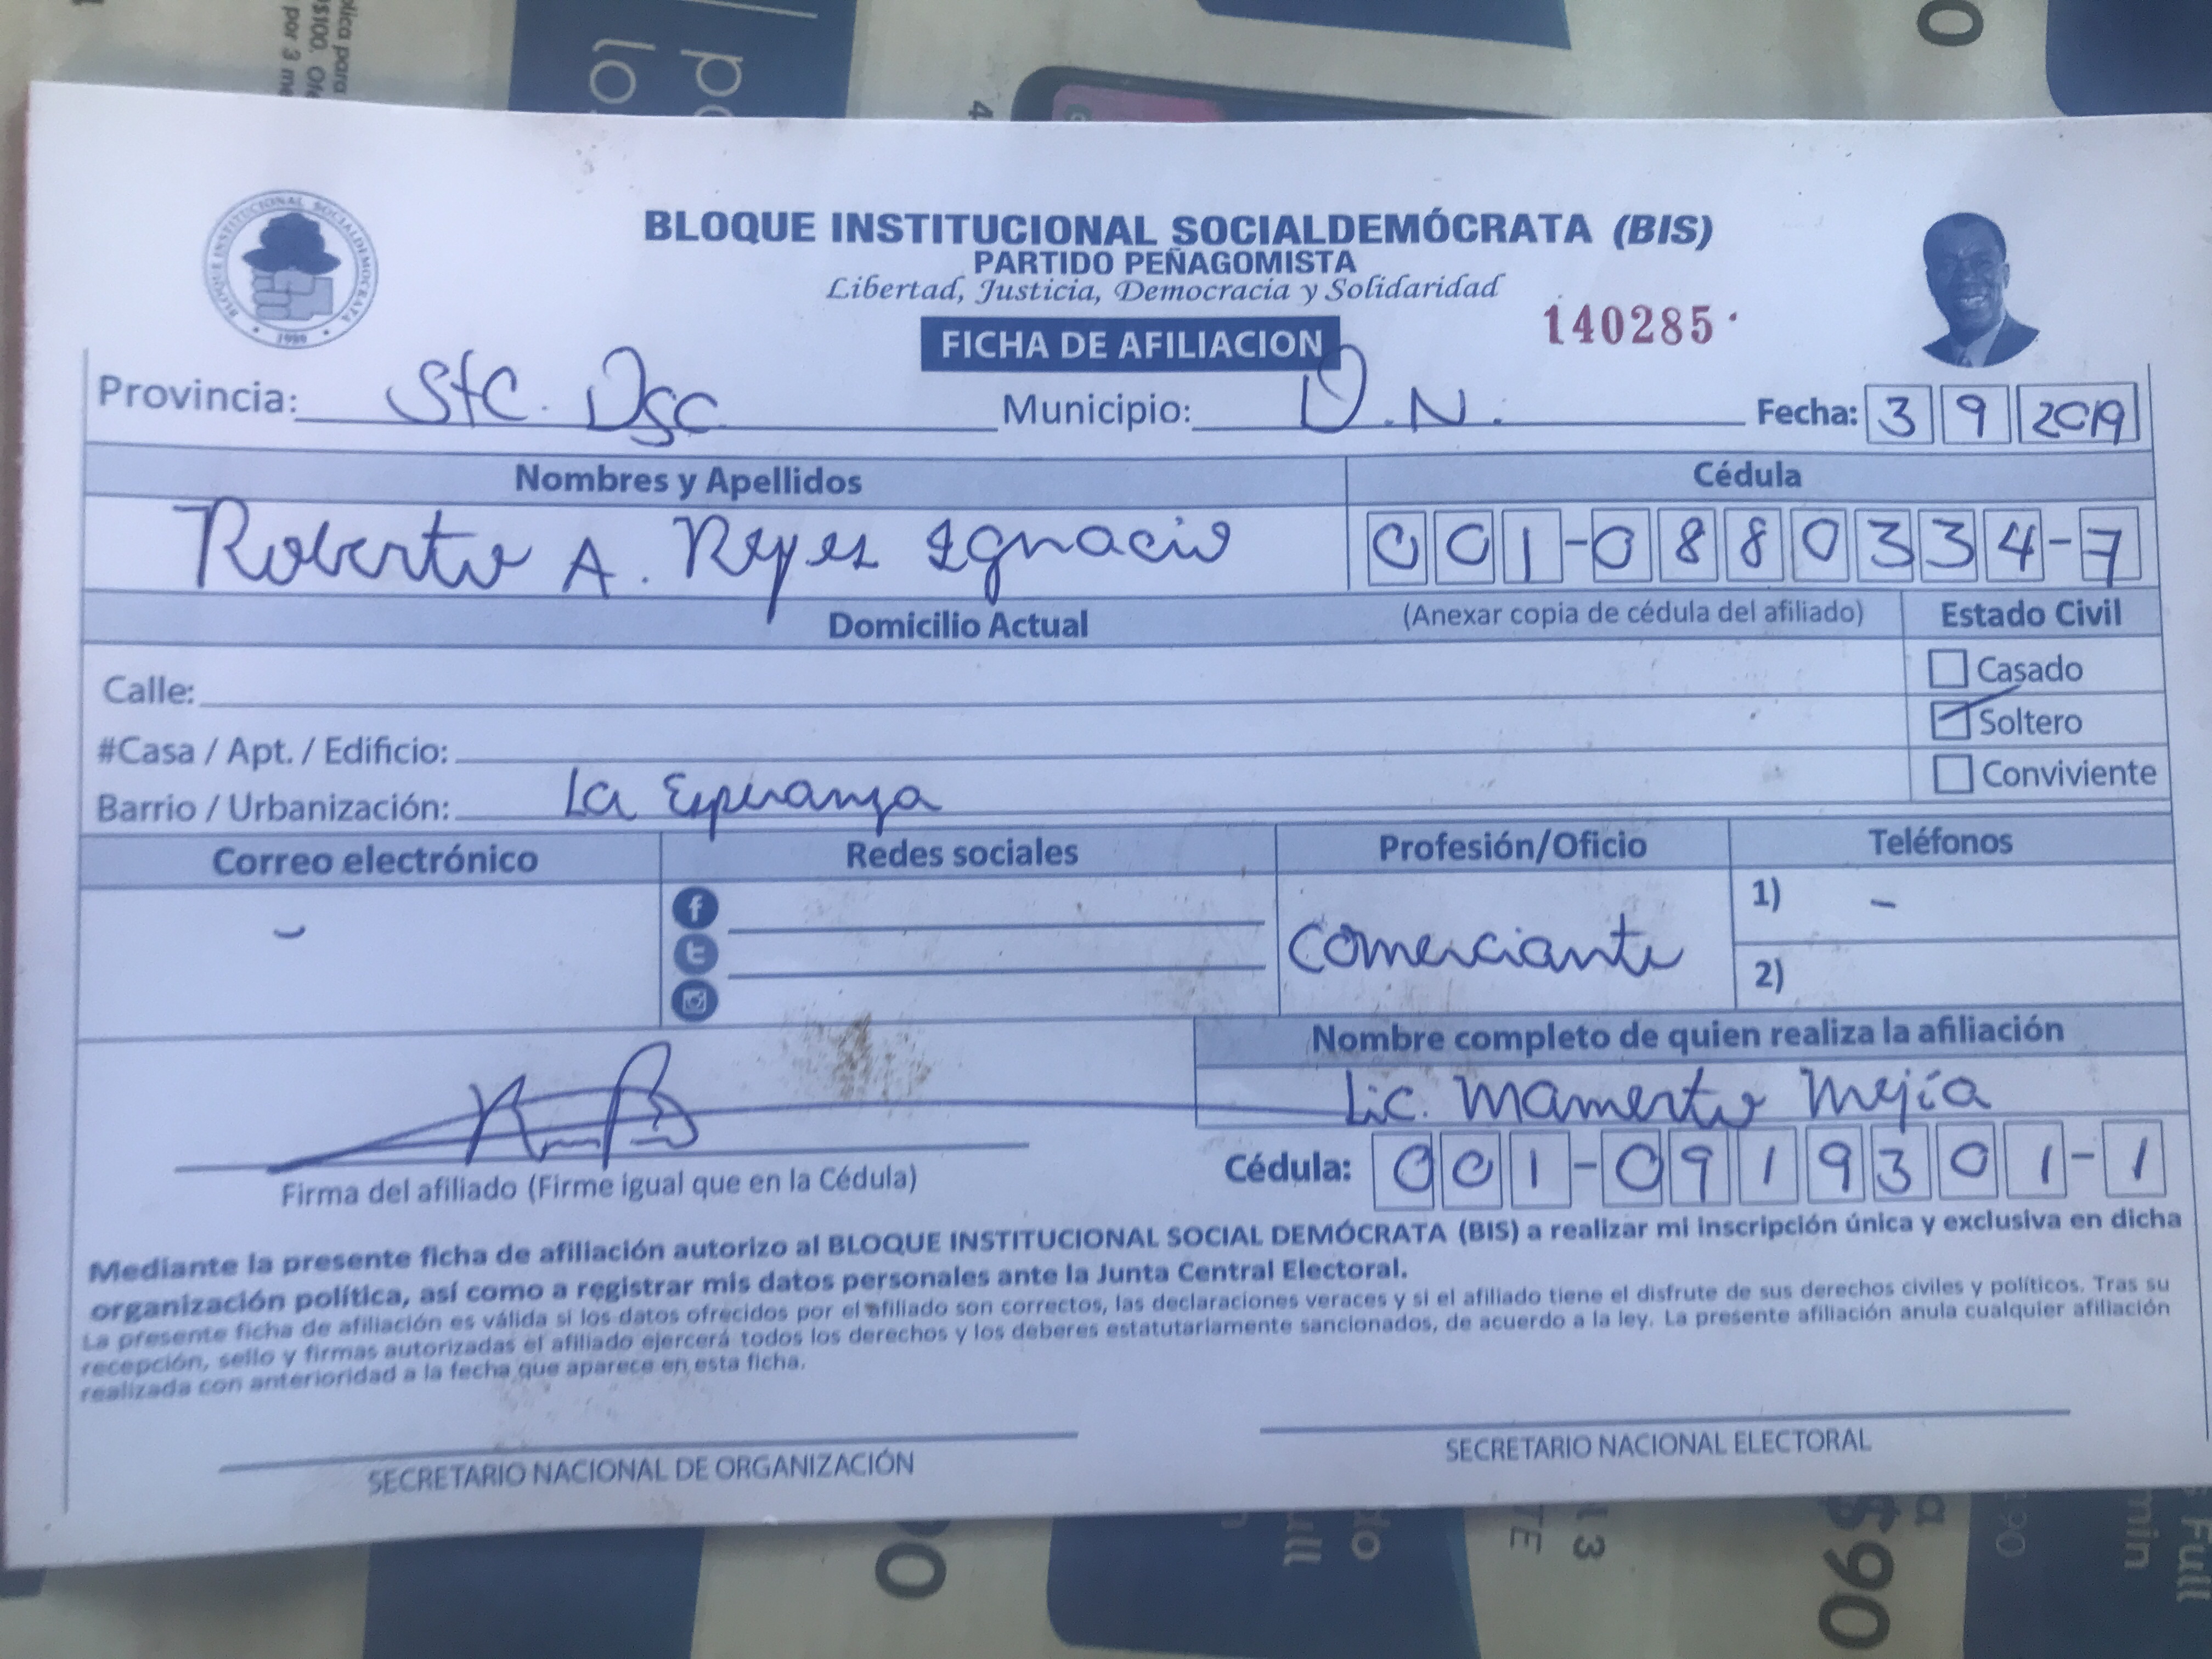 BLOQUE INSTITUCIONAL SOCIALDEMÓCRATA (BIS)
PARTIDO PEÑAGOMISTA
Libertad, Justicia, Democracia y Solidaridad
BLOQUE INSTITUCIONAL SOCIALDEMOCRATA
1989
FICHA DE AFILIACION
140285
Provincia: Sto. Dgo Municipio: D.N. Fecha: 3 9 2019
Nombres y Apellidos Cédula
Roberto A. Reyes Ignacio 001-0880334-7
Domicilio Actual (Anexar copia de cédula del afiliado) Estado Civil
Calle: Casado
Soltero
#Casa / Apt. / Edificio:
Conviviente
Barrio / Urbanización: La Esperanza
Correo electrónico Redes sociales Profesión/Oficio Teléfonos
- Comerciante 1) -
2)
Nombre completo de quien realiza la afiliación
Lic. Mamerto Mejía
Firma del afiliado (Firme igual que en la Cédula) Cédula: 001-0919301-1
Mediante la presente ficha de afiliación autorizo al BLOQUE INSTITUCIONAL SOCIAL DEMÓCRATA (BIS) a realizar mi inscripción única y exclusiva en dicha
organización política, así como a registrar mis datos personales ante la Junta Central Electoral.
La presente ficha de afiliación es válida si los datos ofrecidos por el afiliado son correctos, las declaraciones veraces y si el afiliado tiene el disfrute de sus derechos civiles y políticos. Tras su
recepción, sello y firmas autorizadas el afiliado ejercerá todos los derechos y los deberes estatutariamente sancionados, de acuerdo a la ley. La presente afiliación anula cualquier afiliación
realizada con anterioridad a la fecha que aparece en esta ficha.
SECRETARIO NACIONAL DE ORGANIZACIÓN SECRETARIO NACIONAL ELECTORAL
$90